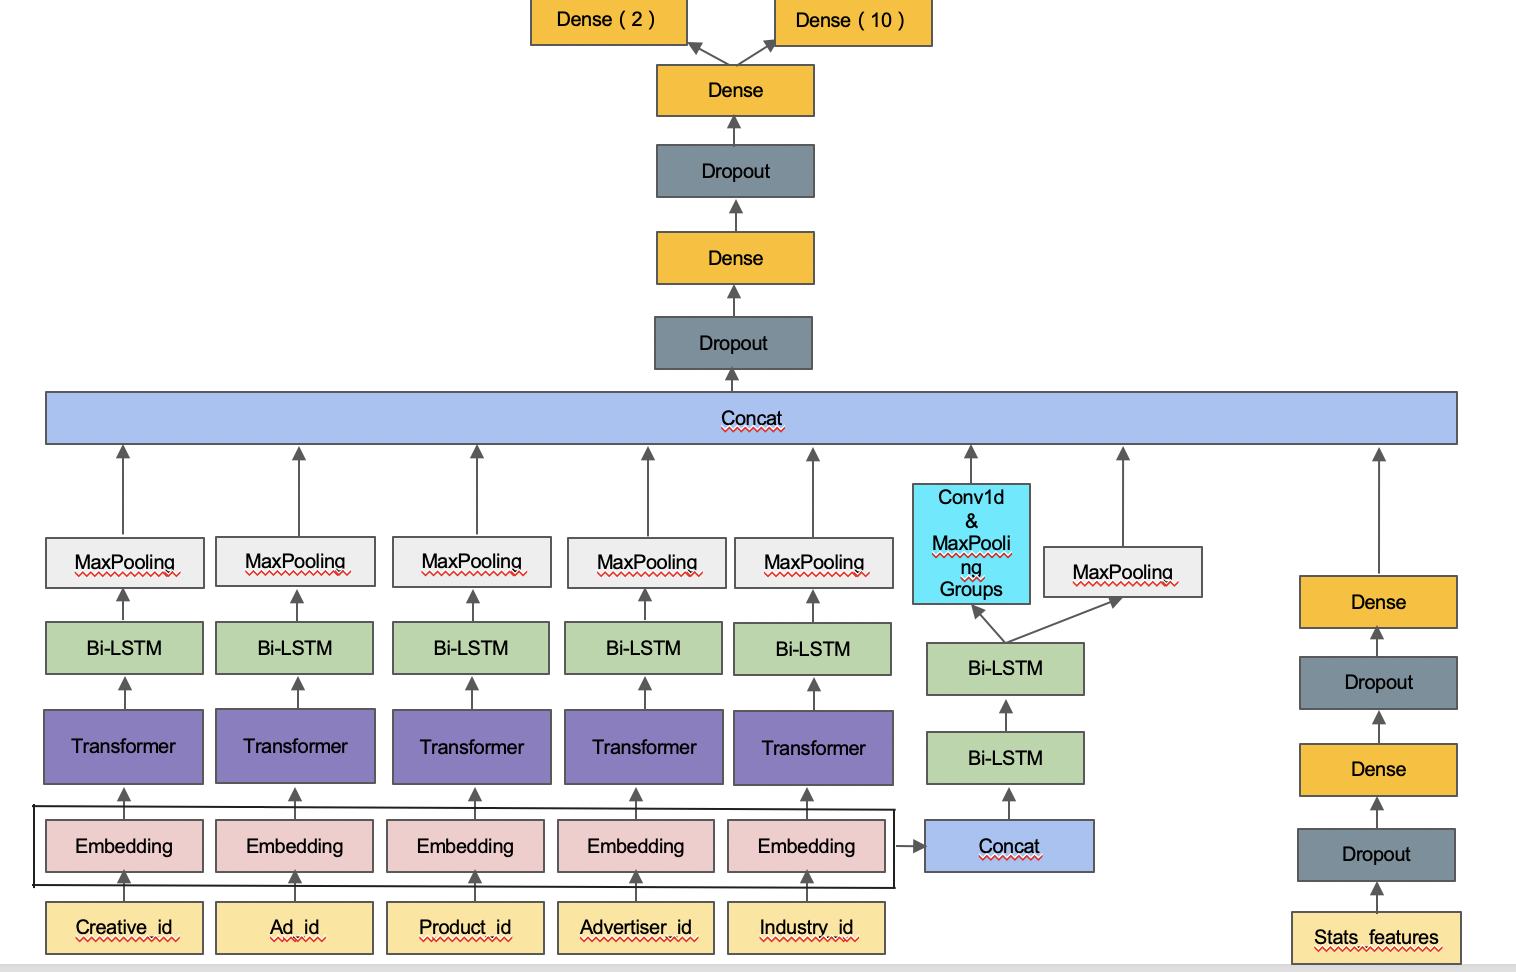 Dense ( 2 )
Dense ( 10 )
Dense
Dropout
Dense
Dropout
Concat
Conv1d
&
MaxPooli
ng
Groups
MaxPooling
MaxPooling
MaxPooling
MaxPooling
MaxPooling
MaxPooling
Dense
Bi-LSTM
Bi-LSTM
Bi-LSTM
Bi-LSTM
Bi-LSTM
Bi-LSTM
Dropout
Transformer
Transformer
Transformer
Transformer
Transformer
Bi-LSTM
Dense
Embedding
Embedding
Embedding
Embedding
Embedding
Concat
Dropout
Creative_id
Ad_id
Product_id
Advertiser_id
Industry_id
Stats_features